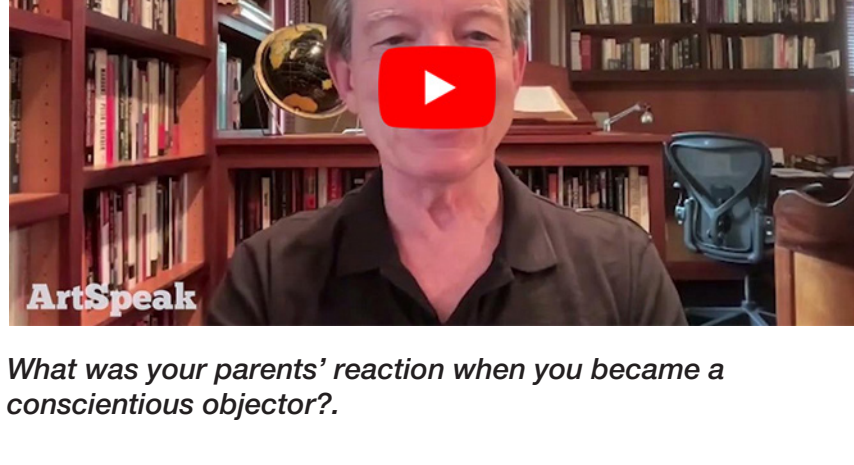 ArtSpeak
What was your parents’ reaction when you became a
conscientious objector?.